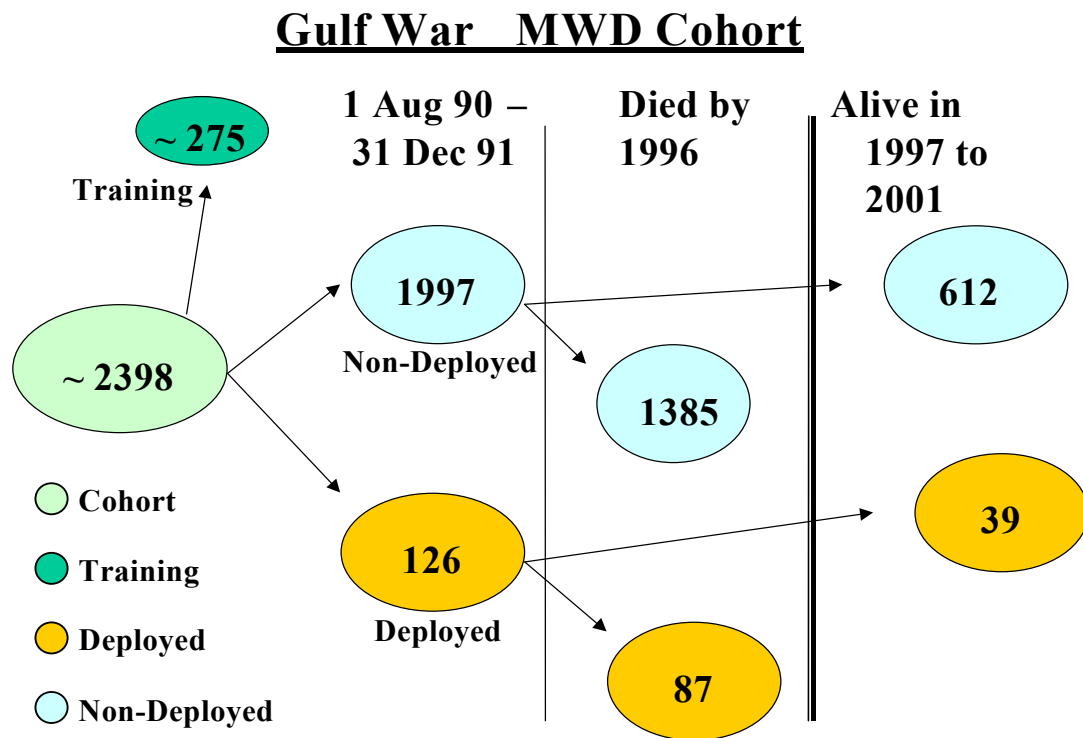 Gulf War MWD Cohort
1 Aug 90 –
31 Dec 91
Died by
1996
Alive in
1997 to
2001
~ 275
Training
1997
Non-Deployed
612
~ 2398
1385
126
Deployed
39
87
Cohort
Training
Deployed
Non-Deployed